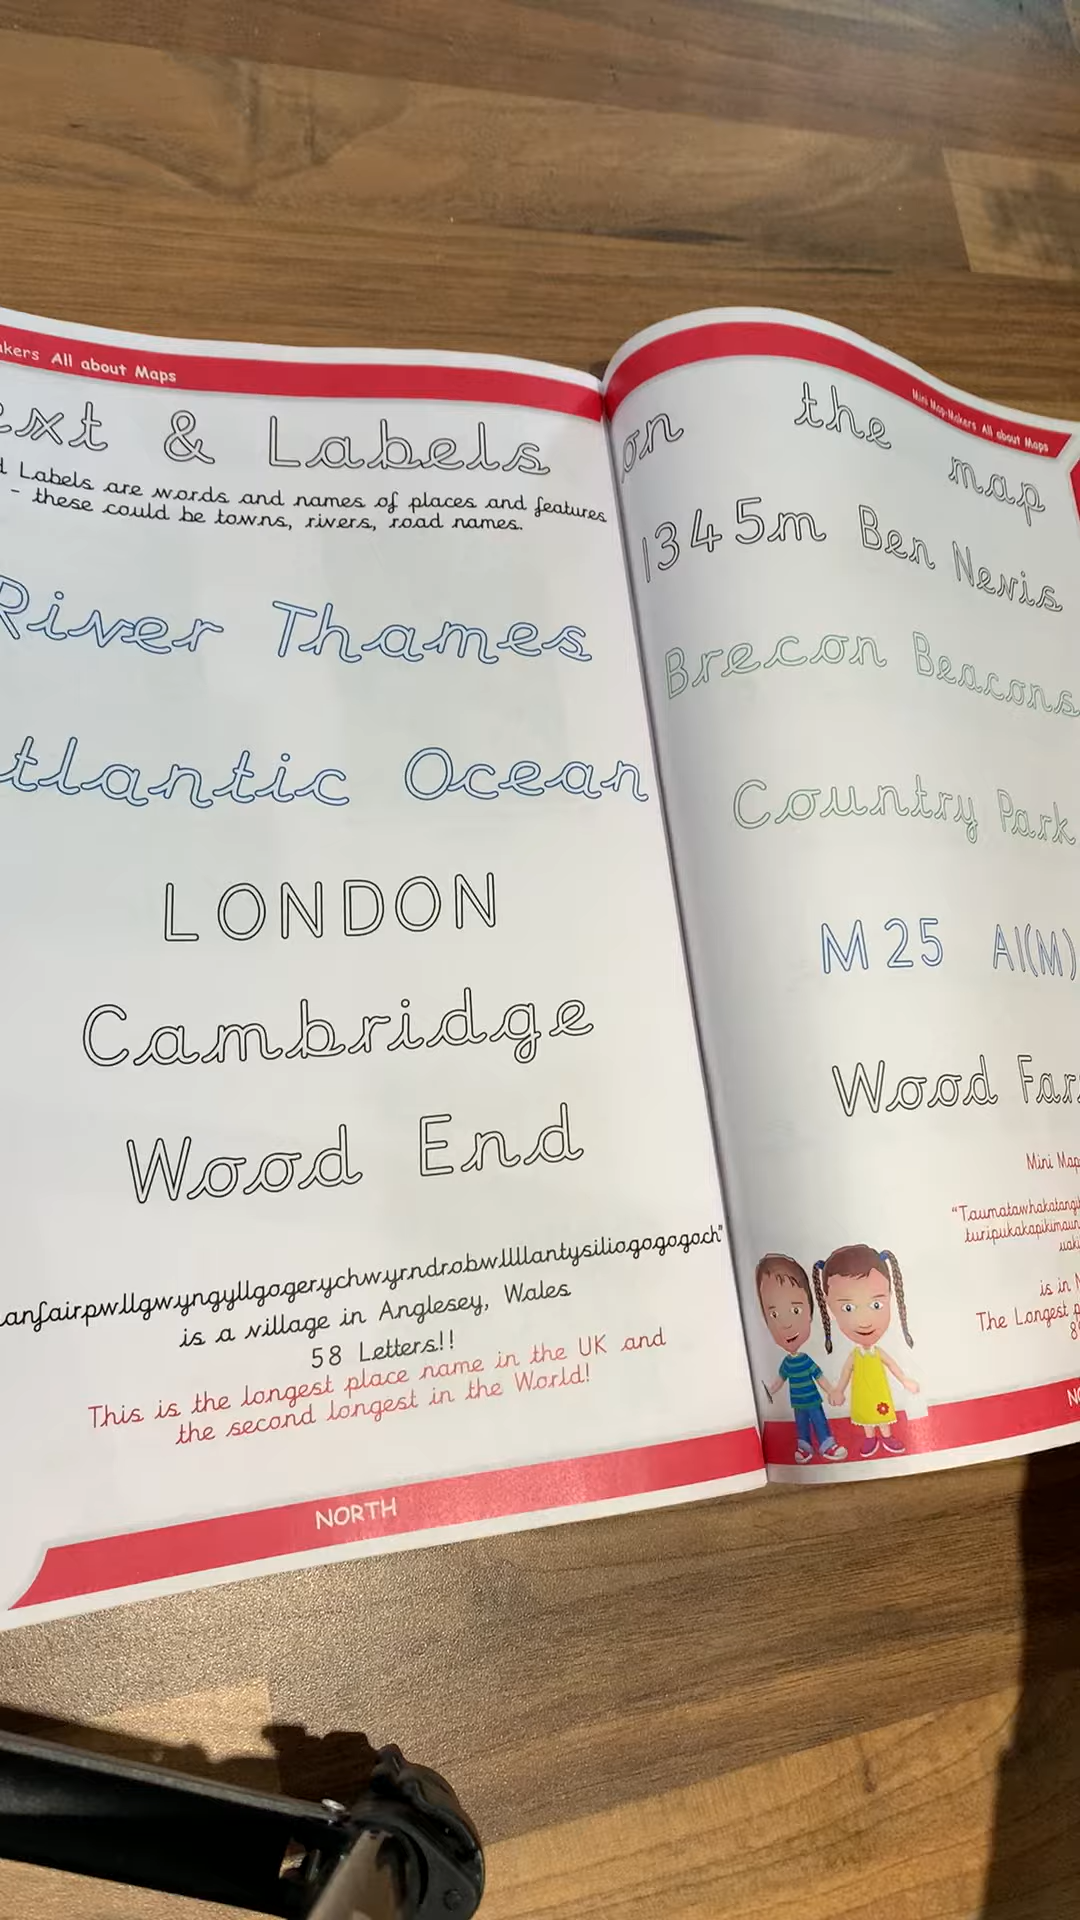 All about Maps
& Labels
Labels are words and names of places and features
- these could be towns, rivers, road names.
River Thames
tlantic Ocean
LONDON
Cambridge
Wood End
anfairpwllgwyngyllgogerychwyrndrobwllllantysiliogogogoch"
is a village in Anglesey, Wales
58 Letters!!
This is the longest place name in the UK and
the second longest in the World!
NORTH
Mini Map-Makers All about Maps
on the map
1345m Ben Nevis
Brecon Beacons
Country Park
M25 A1(M)
Wood
Mini Map
"Taumatawhakatangi
turipukakapikimaun
uaki
is in
The Longest